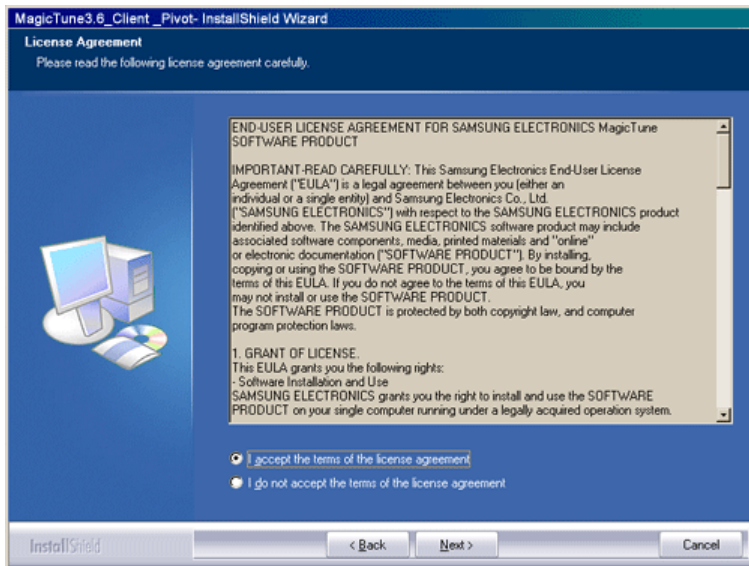 MagicTune3.6_Client _Pivot- InstallShield Wizard
License Agreement
Please read the following license agreement carefully.
END-USER LICENSE AGREEMENT FOR SAMSUNG ELECTRONICS MagicTune
SOFTWARE PRODUCT
IMPORTANT-READ CAREFULLY: This Samsung Electronics End-User License
Agreement ("EULA") is a legal agreement between you (either an
individual or a single entity) and Samsung Electronics Co., Ltd.
("SAMSUNG ELECTRONICS") with respect to the SAMSUNG ELECTRONICS product
identified above. The SAMSUNG ELECTRONICS software product may include
associated software components, media, printed materials and "online"
or electronic documentation ("SOFTWARE PRODUCT"). By installing,
copying or using the SOFTWARE PRODUCT, you agree to be bound by the
terms of this EULA. If you do not agree to the terms of this EULA, you
may not install or use the SOFTWARE PRODUCT.
The SOFTWARE PRODUCT is protected by both copyright law, and computer
program protection laws.
1. GRANT OF LICENSE.
This EULA grants you the following rights:
- Software Installation and Use
SAMSUNG ELECTRONICS grants you the right to install and use the SOFTWARE
PRODUCT on your single computer running under a legally acquired operation system.
I accept the terms of the license agreement
I do not accept the terms of the license agreement
InstallShield
< Back
Next >
Cancel